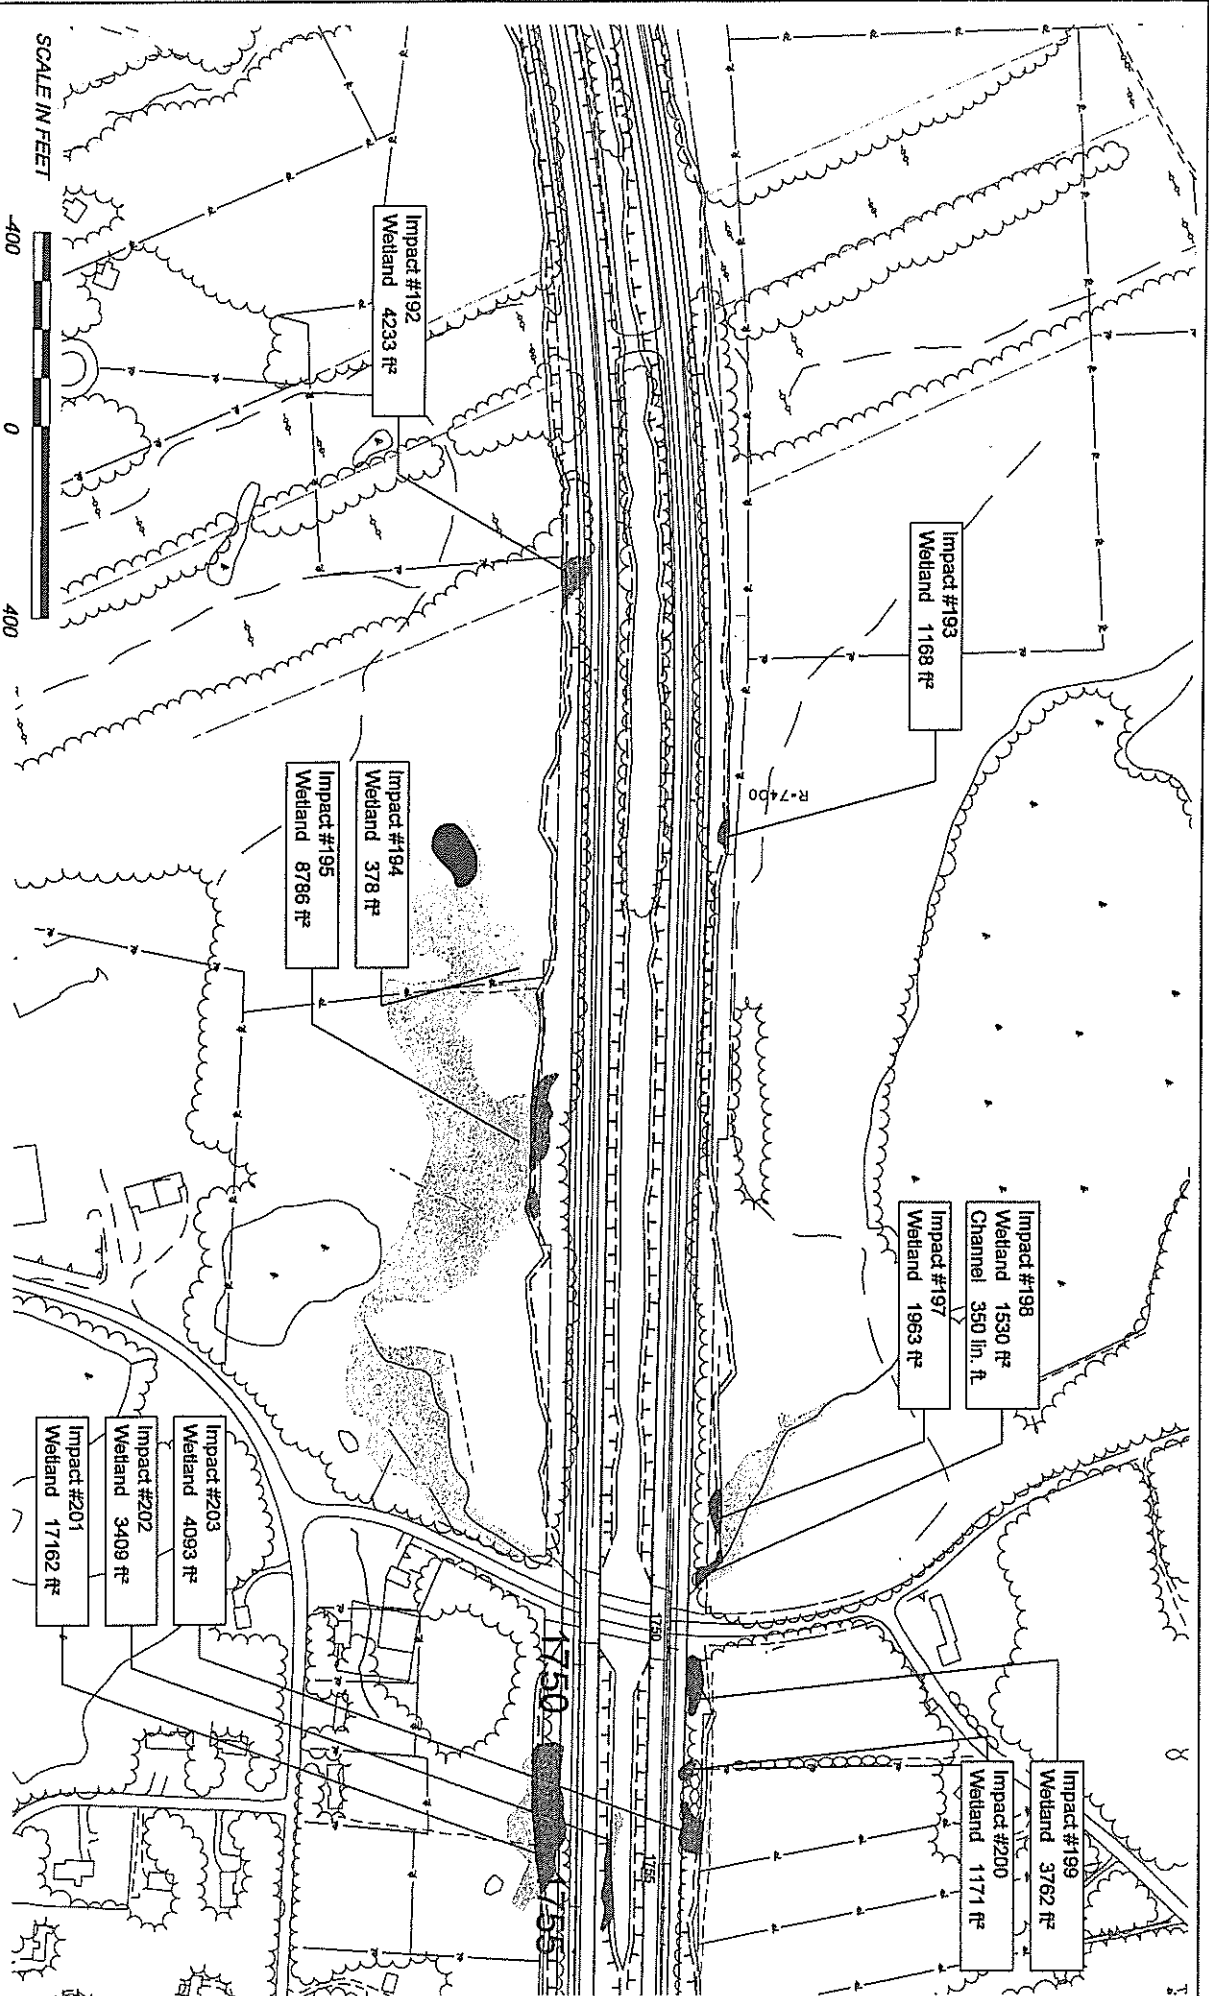 Impact #192
Wetland 4233 ft²
Impact #193
Wetland 1168 ft²
Impact #194
Wetland 378 ft²
Impact #195
Wetland 8786 ft²
R-7400
Impact #198
Wetland 1530 ft²
Channel 350 lin. ft.
Impact #197
Wetland 1963 ft²
Impact #199
Wetland 3762 ft²
Impact #200
Wetland 1171 ft²
Impact #203
Wetland 4093 ft²
Impact #202
Wetland 3409 ft²
Impact #201
Wetland 17162 ft²
1750
1755
1750
1755
SCALE IN FEET
-400
0
400